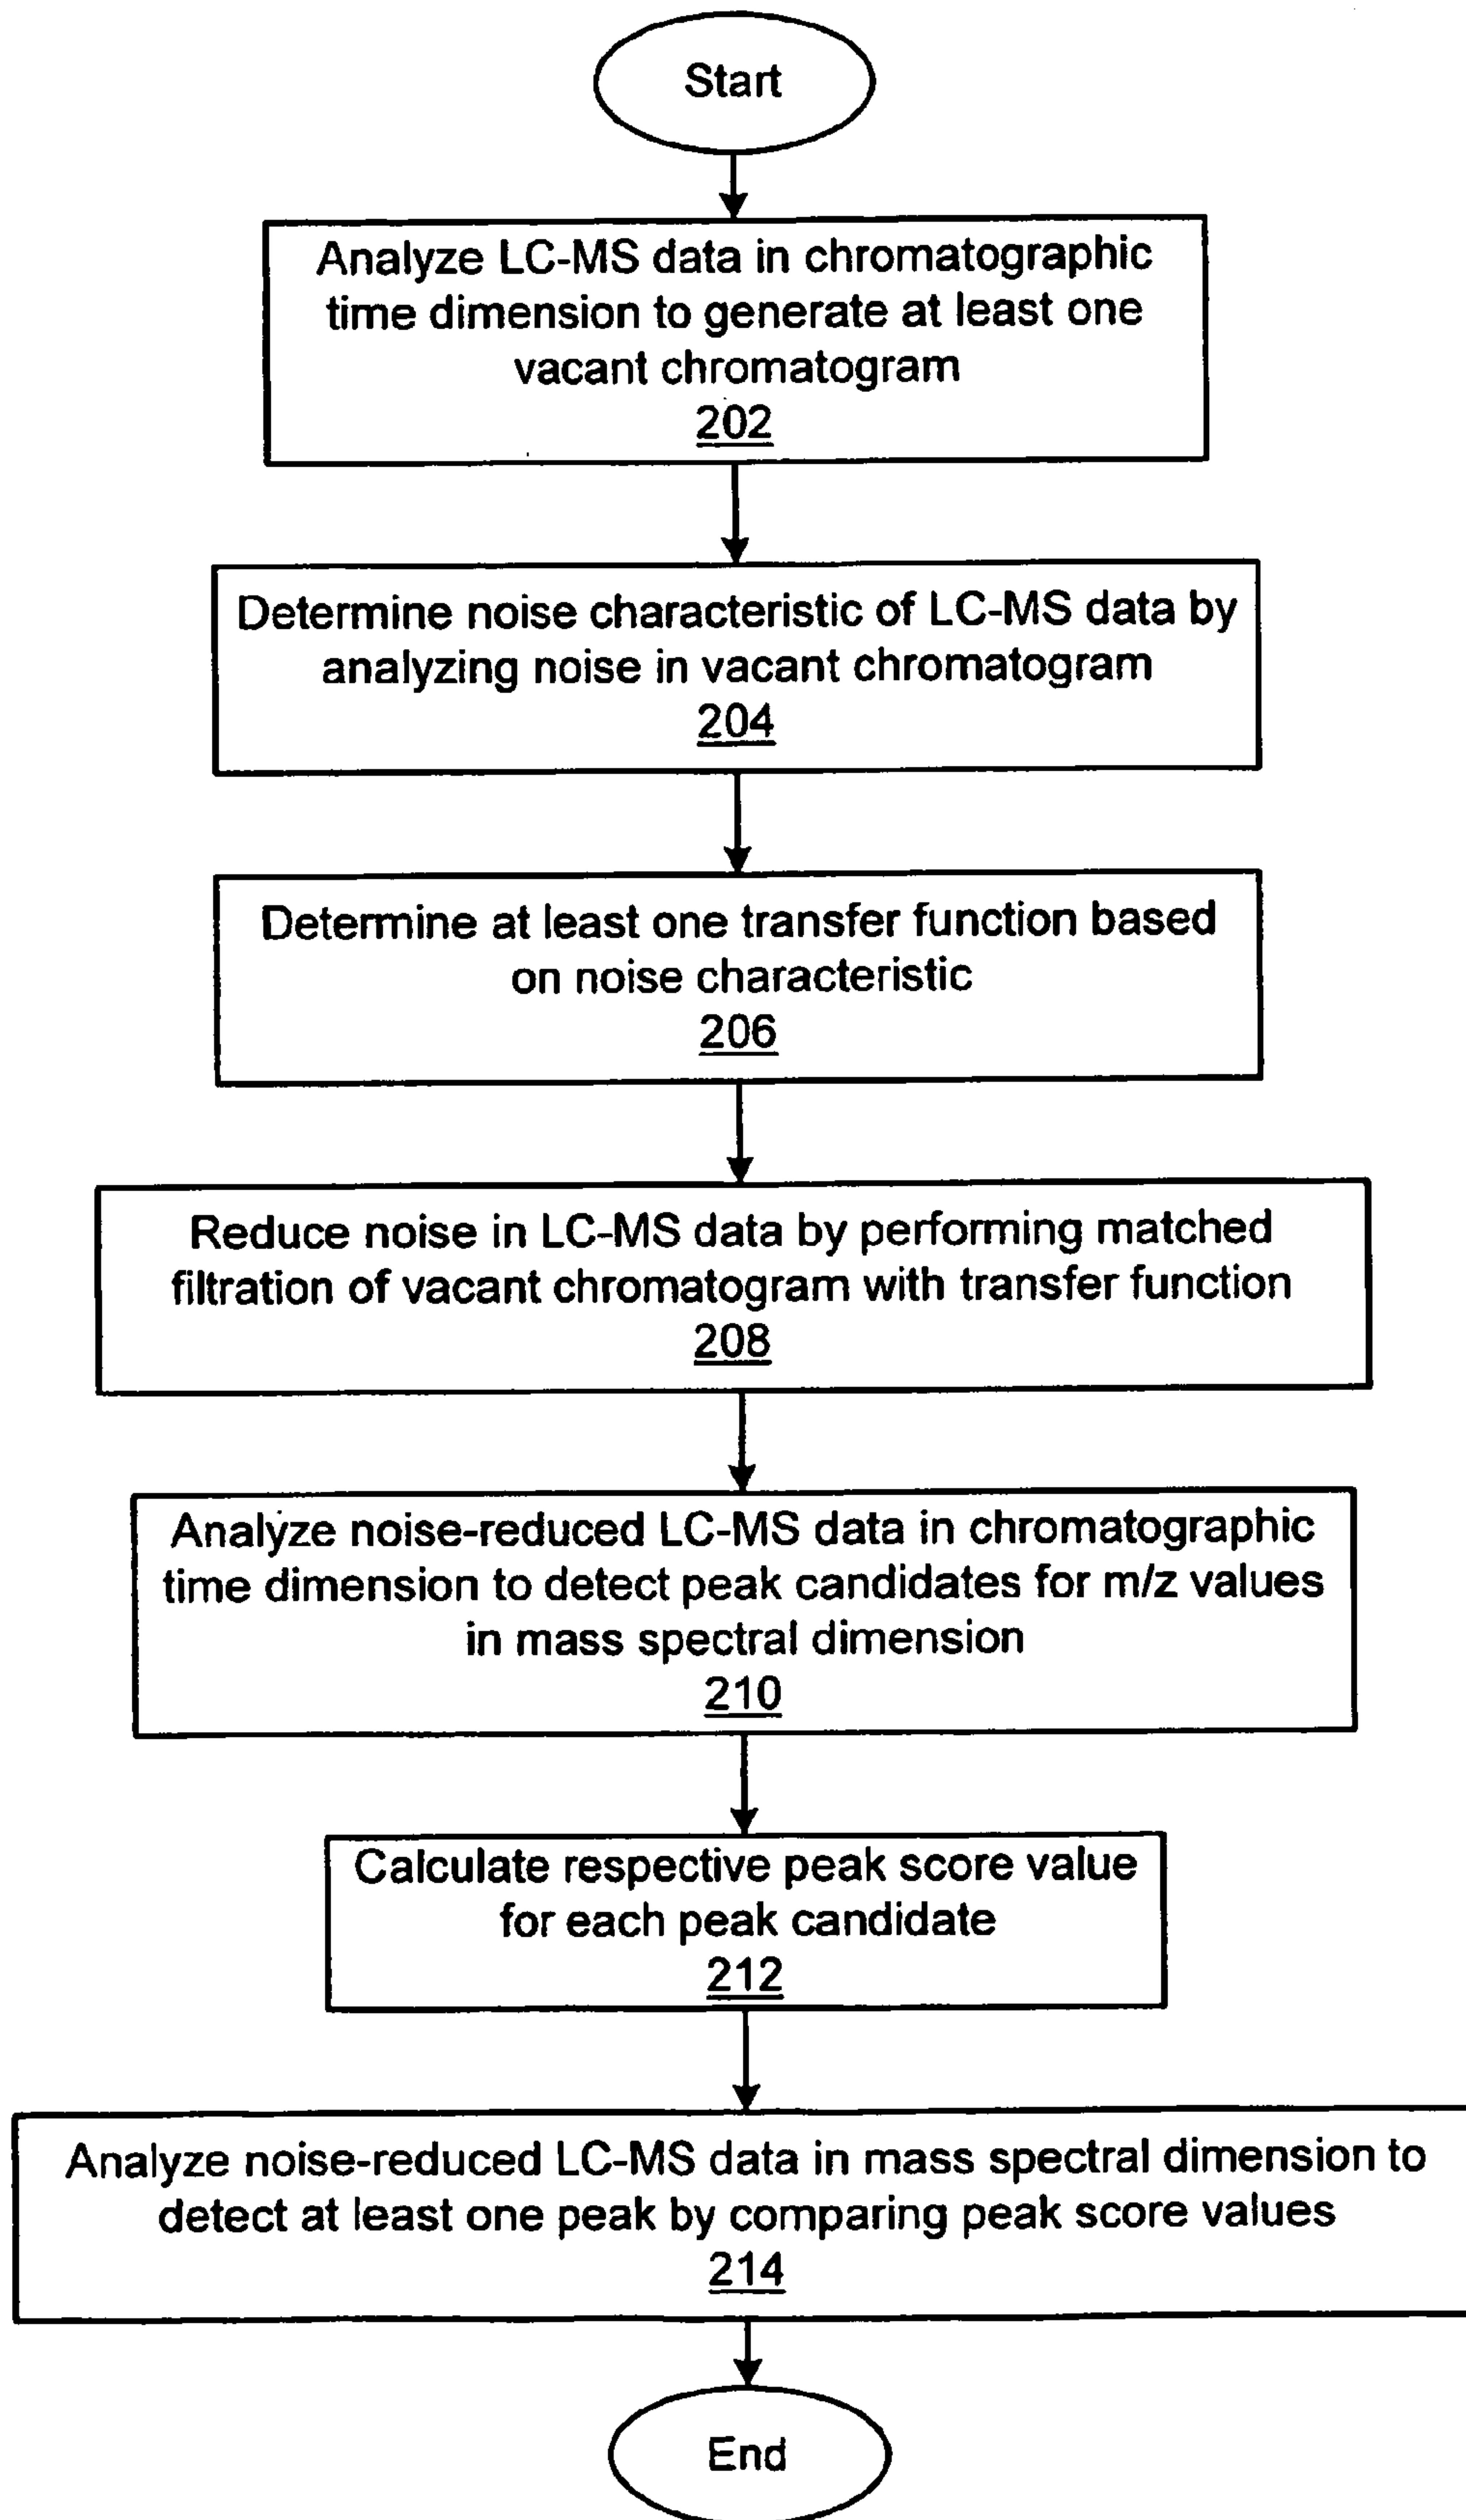 Start
Analyze LC-MS data in chromatographic
time dimension to generate at least one
vacant chromatogram
202
Determine noise characteristic of LC-MS data by
analyzing noise in vacant chromatogram
204
Determine at least one transfer function based
on noise characteristic
206
Reduce noise in LC-MS data by performing matched
filtration of vacant chromatogram with transfer function
208
Analyze noise-reduced LC-MS data in chromatographic
time dimension to detect peak candidates for m/z values
in mass spectral dimension
210
Calculate respective peak score value
for each peak candidate
212
Analyze noise-reduced LC-MS data in mass spectral dimension to
detect at least one peak by comparing peak score values
214
End